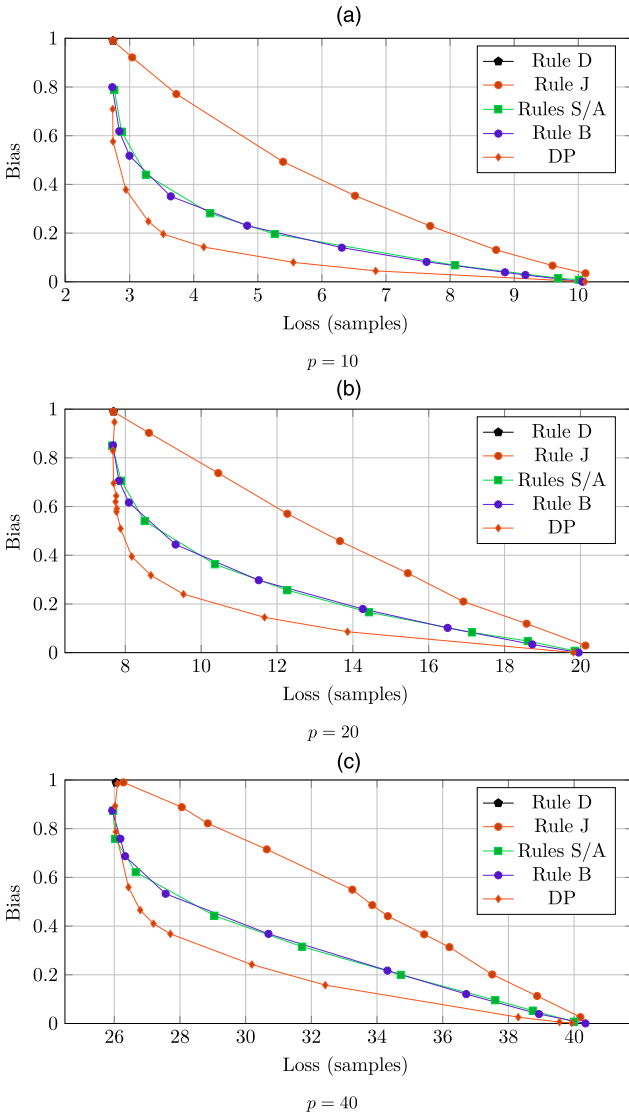 (a)
1
0.8
0.6
0.4
0.2
0
Bias
Rule D
Rule J
Rules S/A
Rule B
DP
2 3 4 5 6 7 8 9 10
Loss (samples)
p = 10
(b)
1
0.8
0.6
0.4
0.2
0
Bias
Rule D
Rule J
Rules S/A
Rule B
DP
8 10 12 14 16 18 20
Loss (samples)
p = 20
(c)
1
0.8
0.6
0.4
0.2
0
Bias
Rule D
Rule J
Rules S/A
Rule B
DP
26 28 30 32 34 36 38 40
Loss (samples)
p = 40